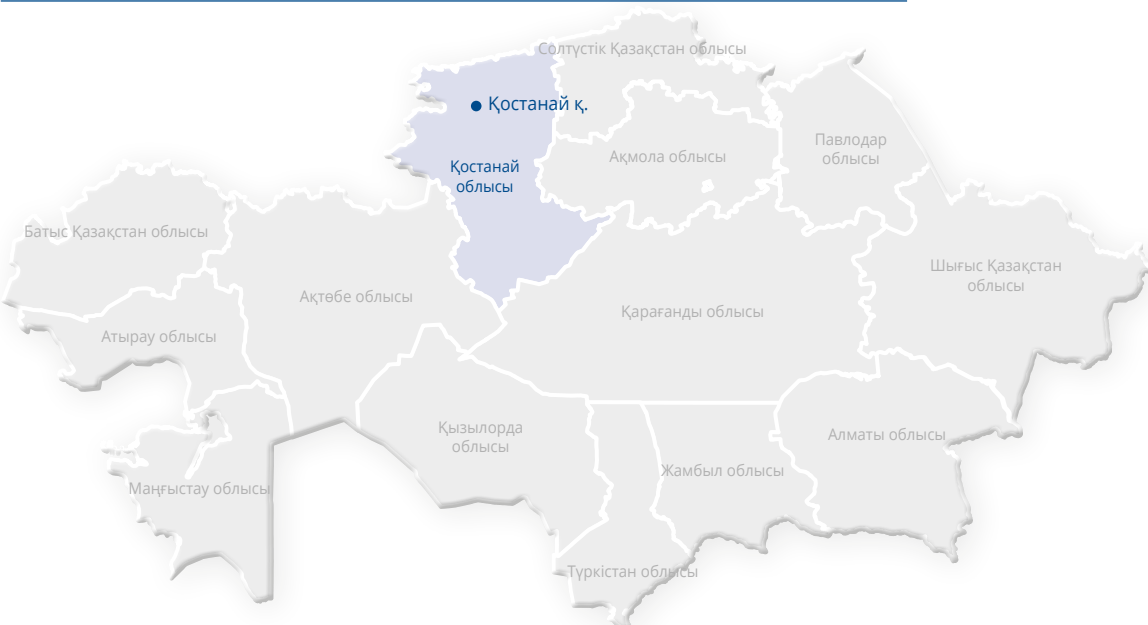 Солтүстік Қазақстан облысы
Қостанай қ.
Павлодар
облысы
Ақмола облысы
Қостанай
облысы
Батыс Қазақстан облысы
Шығыс Қазақстан
облысы
Ақтөбе облысы
Қарағанды облысы
Атырау облысы
Қызылорда
облысы
Алматы облысы
Жамбыл облысы
Маңғыстау облысы
Түркістан облысы